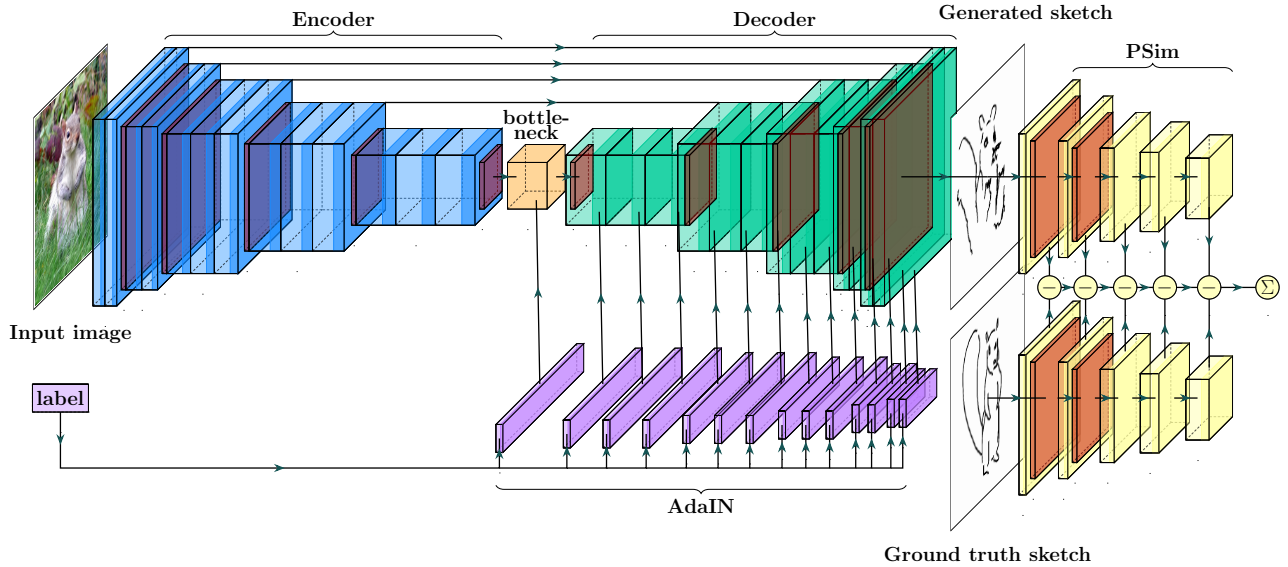 Generated sketch
Encoder
Decoder
PSim
bottle-
neck
Input image
− − − − − Σ
label
AdaIN
Ground truth sketch